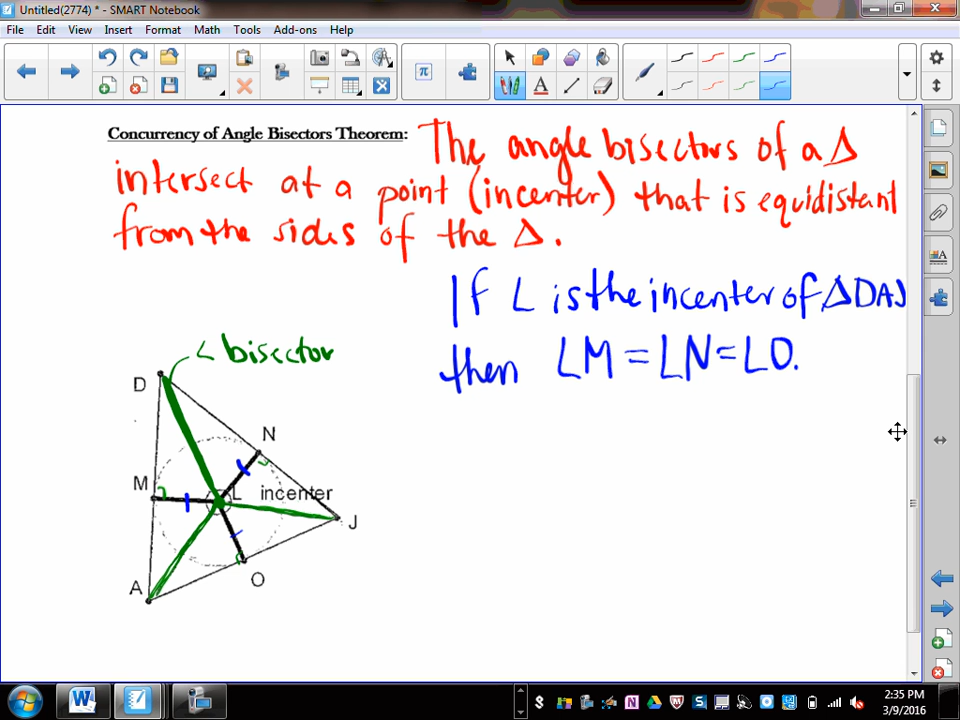 Untitled(2774) * - SMART Notebook
File Edit View Insert Format Math Tools Add-ons Help
Concurrency of Angle Bisectors Theorem: The angle bisectors of a Δ
intersect at a point (incenter) that is equidistant
from the sides of the Δ.
If L is the incenter of ΔDAJ
then LM = LN = LO.
∠ bisector
D
N
M
L incenter
J
A
O
2:35 PM
3/9/2016